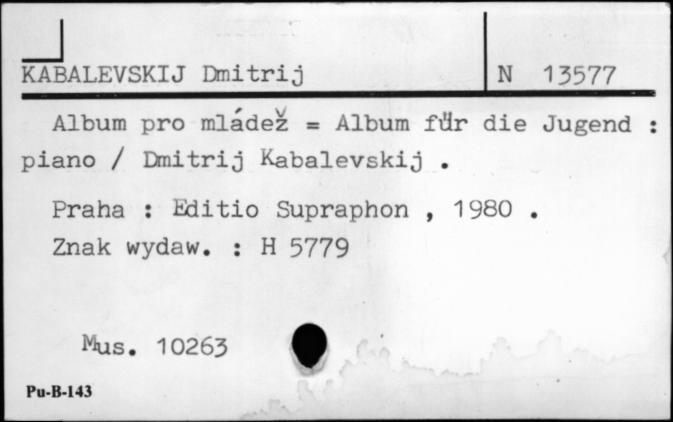 KABALEVSKIJ Dmitrij N 13577
Album pro mládež = Album für die Jugend :
piano / Dmitrij Kabalevskij .
Praha : Editio Supraphon , 1980 .
Znak wydaw. : H 5779
Mus. 10263
Pu-B-143